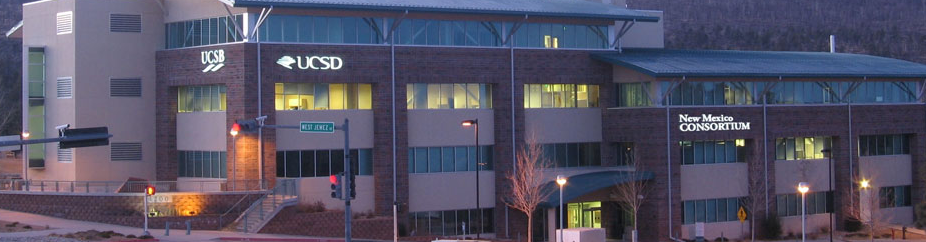 UCSB
UCSD
New Mexico
CONSORTIUM
WEST JEMEZ